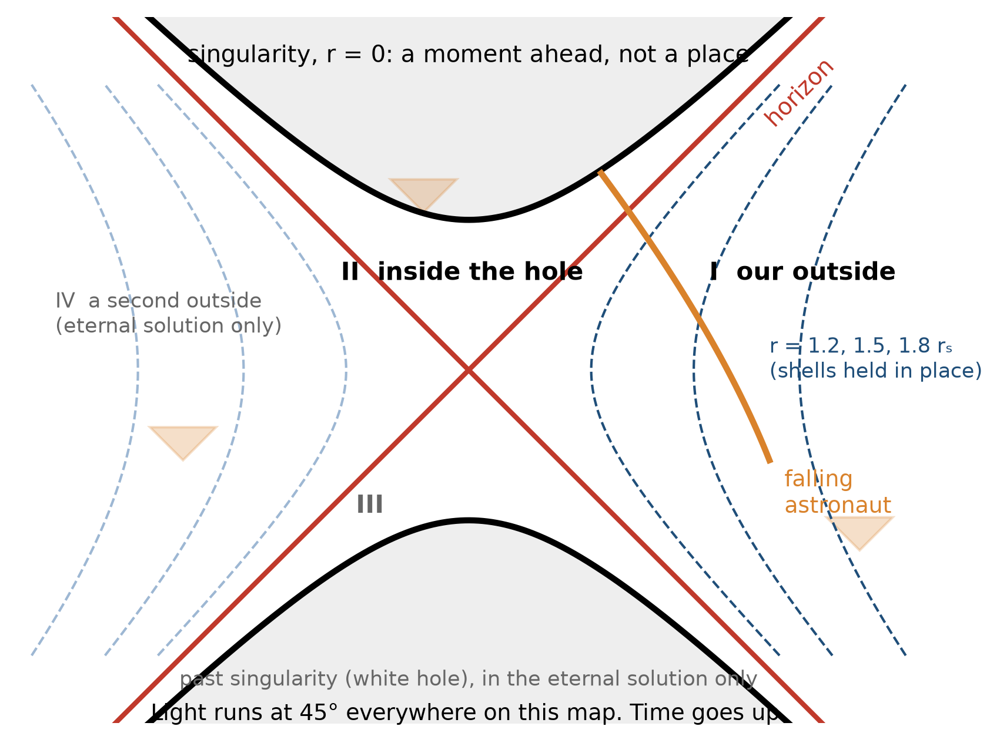 singularity, r = 0: a moment ahead, not a place
horizon
II  inside the hole
I  our outside
IV  a second outside
(eternal solution only)
r = 1.2, 1.5, 1.8 rₛ
(shells held in place)
falling
astronaut
III
past singularity (white hole), in the eternal solution only
Light runs at 45° everywhere on this map. Time goes up.